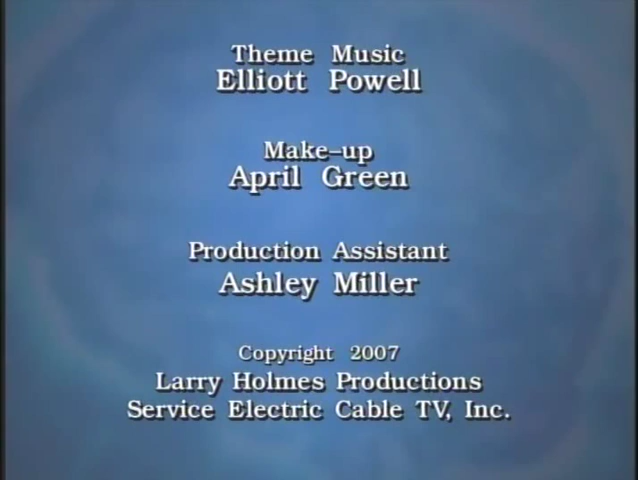 Theme Music
Elliott Powell
Make-up
April Green
Production Assistant
Ashley Miller
Copyright 2007
Larry Holmes Productions
Service Electric Cable TV, Inc.